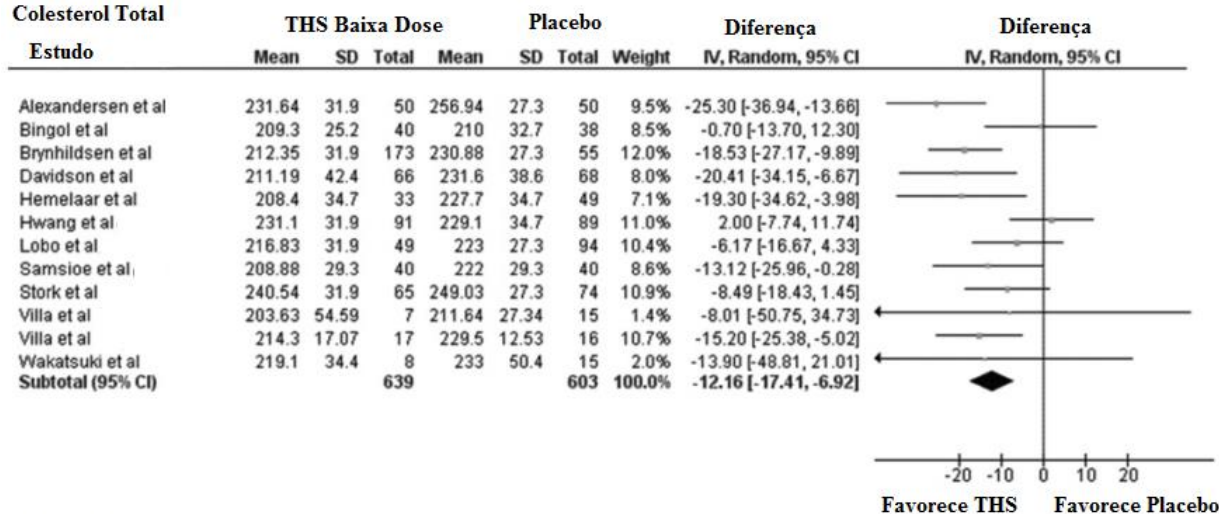 Colesterol Total
THS Baixa Dose Placebo Diferença Diferença
Estudo Mean SD Total Mean SD Total Weight IV, Random, 95% CI IV, Random, 95% CI
Alexandersen et al 231.64 31.9 50 256.94 27.3 50 9.5% -25.30 [-36.94, -13.66]
Bingol et al 209.3 25.2 40 210 32.7 38 8.5% -0.70 [-13.70, 12.30]
Brynhildsen et al 212.35 31.9 173 230.88 27.3 55 12.0% -18.53 [-27.17, -9.89]
Davidson et al 211.19 42.4 66 231.6 38.6 68 8.0% -20.41 [-34.15, -6.67]
Hemelaar et al 208.4 34.7 33 227.7 34.7 49 7.1% -19.30 [-34.62, -3.98]
Hwang et al 231.1 31.9 91 229.1 34.7 89 11.0% 2.00 [-7.74, 11.74]
Lobo et al 216.83 31.9 49 223 27.3 94 10.4% -6.17 [-16.67, 4.33]
Samsioe et al 208.88 29.3 40 222 29.3 40 8.6% -13.12 [-25.96, -0.28]
Stork et al 240.54 31.9 65 249.03 27.3 74 10.9% -8.49 [-18.43, 1.45]
Villa et al 203.63 54.59 7 211.64 27.34 15 1.4% -8.01 [-50.75, 34.73]
Villa et al 214.3 17.07 17 229.5 12.53 16 10.7% -15.20 [-25.38, -5.02]
Wakatsuki et al 219.1 34.4 8 233 50.4 15 2.0% -13.90 [-48.81, 21.01]
Subtotal (95% CI) 639 603 100.0% -12.16 [-17.41, -6.92]
-20 -10 0 10 20
Favorece THS Favorece Placebo